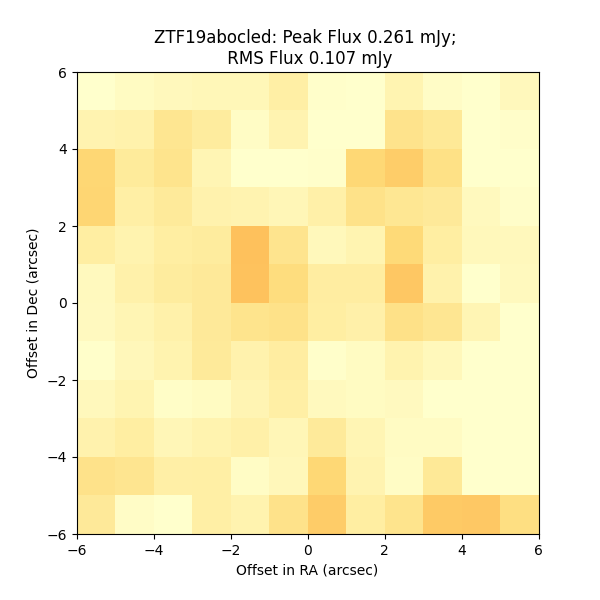 ZTF19abocled: Peak Flux 0.261 mJy;
RMS Flux 0.107 mJy
6
4
2
0
−2
−4
−6
Offset in Dec (arcsec)
−6 −4 −2 0 2 4 6
Offset in RA (arcsec)